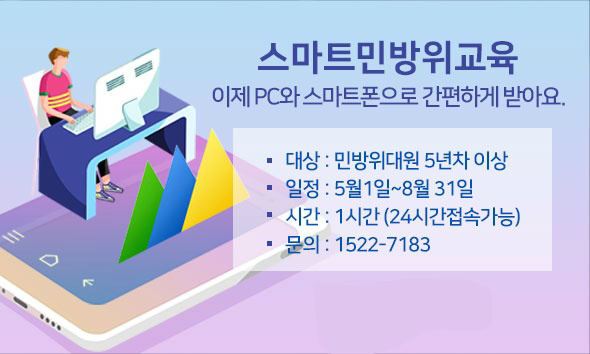 스마트민방위교육
이제 PC와 스마트폰으로 간편하게 받아요.
▪ 대상 : 민방위대원 5년차 이상
▪ 일정 : 5월1일~8월 31일
▪ 시간 : 1시간 (24시간접속가능)
▪ 문의 : 1522-7183